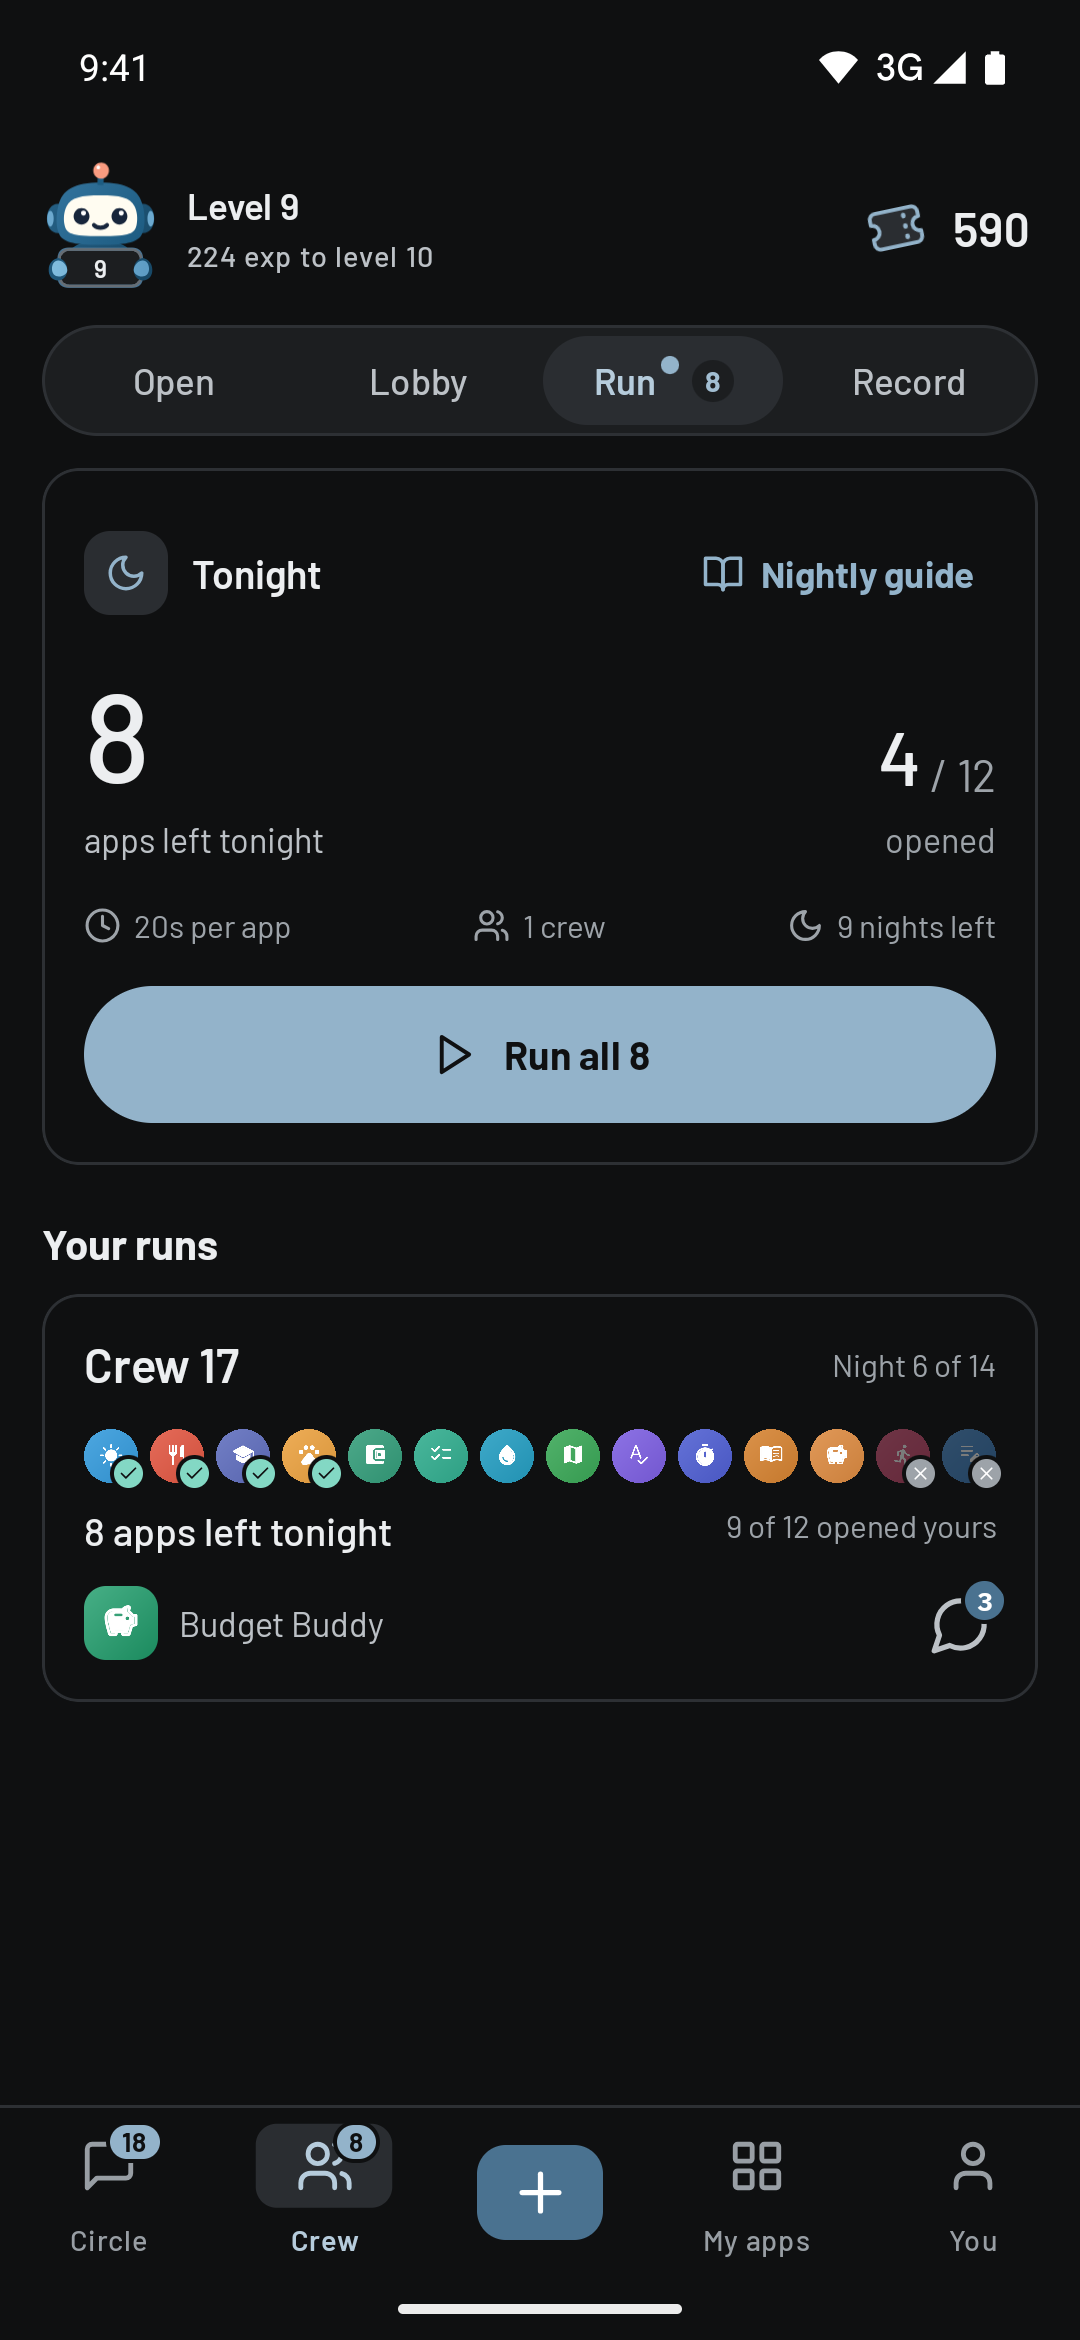 9:41
3G
Level 9
224 exp to level 10
9
590
Open
Lobby
Run
8
Record
Tonight
Nightly guide
8
4 / 12
apps left tonight
opened
20s per app
1 crew
9 nights left
Run all 8
Your runs
Crew 17
Night 6 of 14
8 apps left tonight
9 of 12 opened yours
Budget Buddy
3
18
8
Circle
Crew
My apps
You